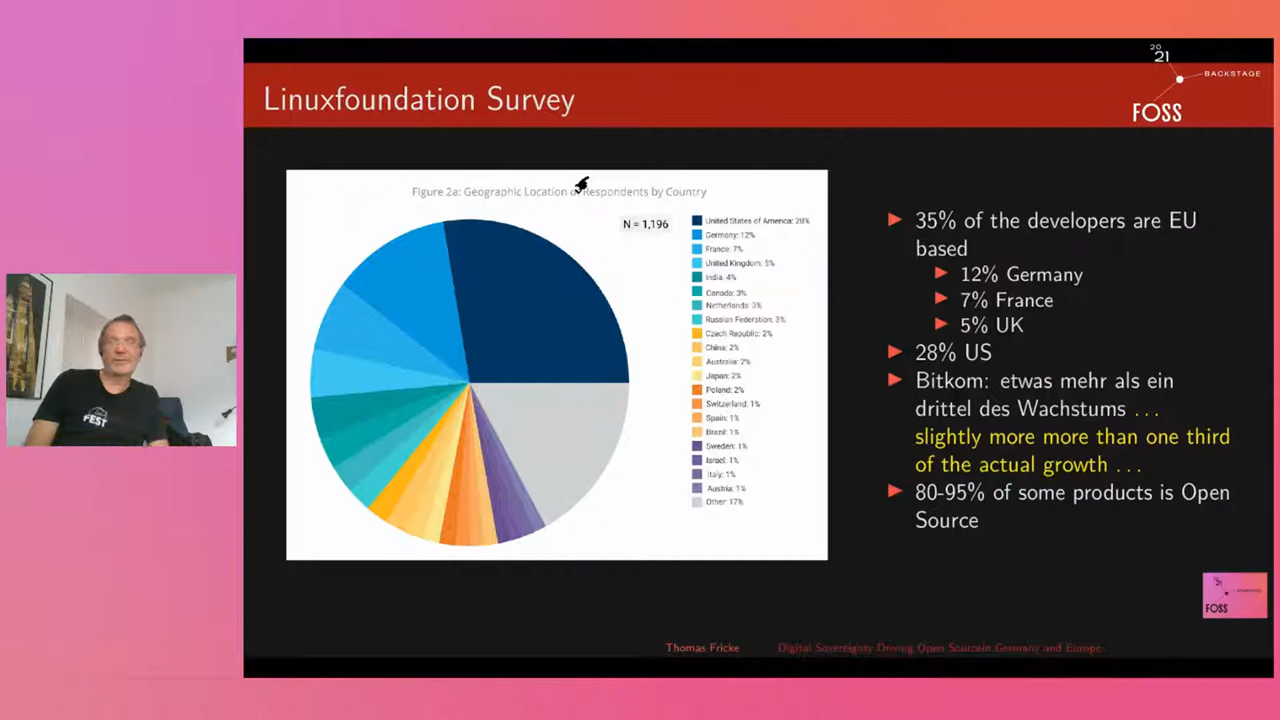 20
21
BACKSTAGE
FOSS
Linuxfoundation Survey
Figure 2a: Geographic Location of Respondents by Country
N = 1,196
United States of America: 28%
Germany: 12%
France: 7%
United Kingdom: 5%
India: 4%
Canada: 3%
Netherlands: 3%
Russian Federation: 3%
Czech Republic: 2%
China: 2%
Australia: 2%
Japan: 2%
Poland: 2%
Switzerland: 1%
Spain: 1%
Brazil: 1%
Sweden: 1%
Israel: 1%
Italy: 1%
Austria: 1%
Other: 17%
35% of the developers are EU
based
12% Germany
7% France
5% UK
28% US
Bitkom: etwas mehr als ein
drittel des Wachstums ...
slightly more more than one third
of the actual growth ...
80-95% of some products is Open
Source
FEST
21
FOSS
Thomas Fricke
Digital Sovereignty Driving Open Sourcein Germany and Europe